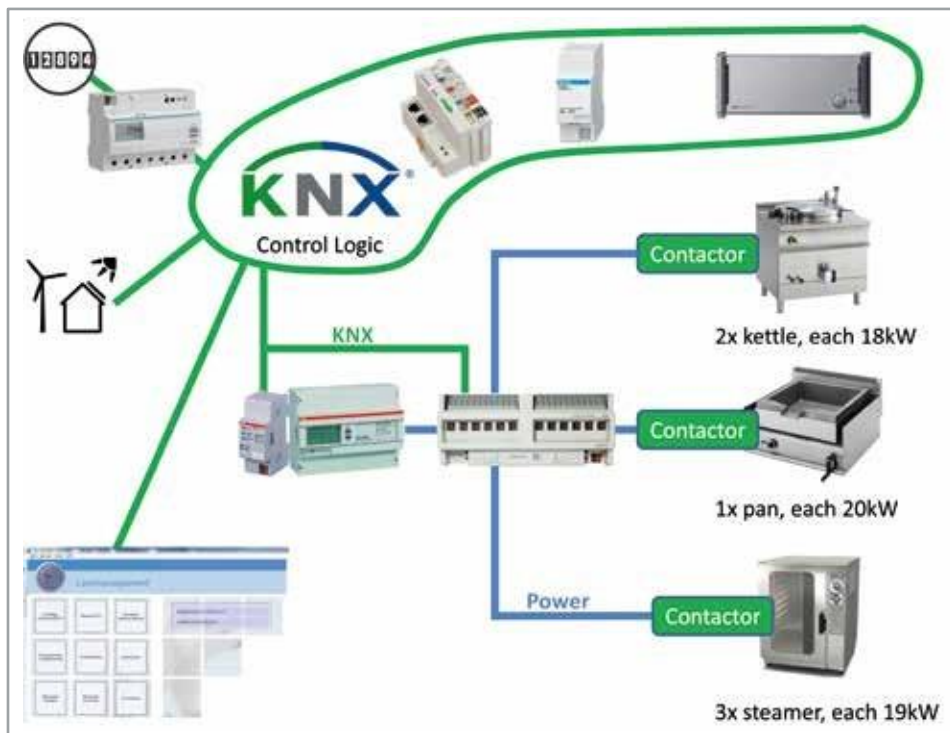 12894
KNX®
Control Logic
Contactor
2x kettle, each 18kW
KNX
Contactor
1x pan, each 20kW
Lastmanagement
Power
Contactor
3x steamer, each 19kW